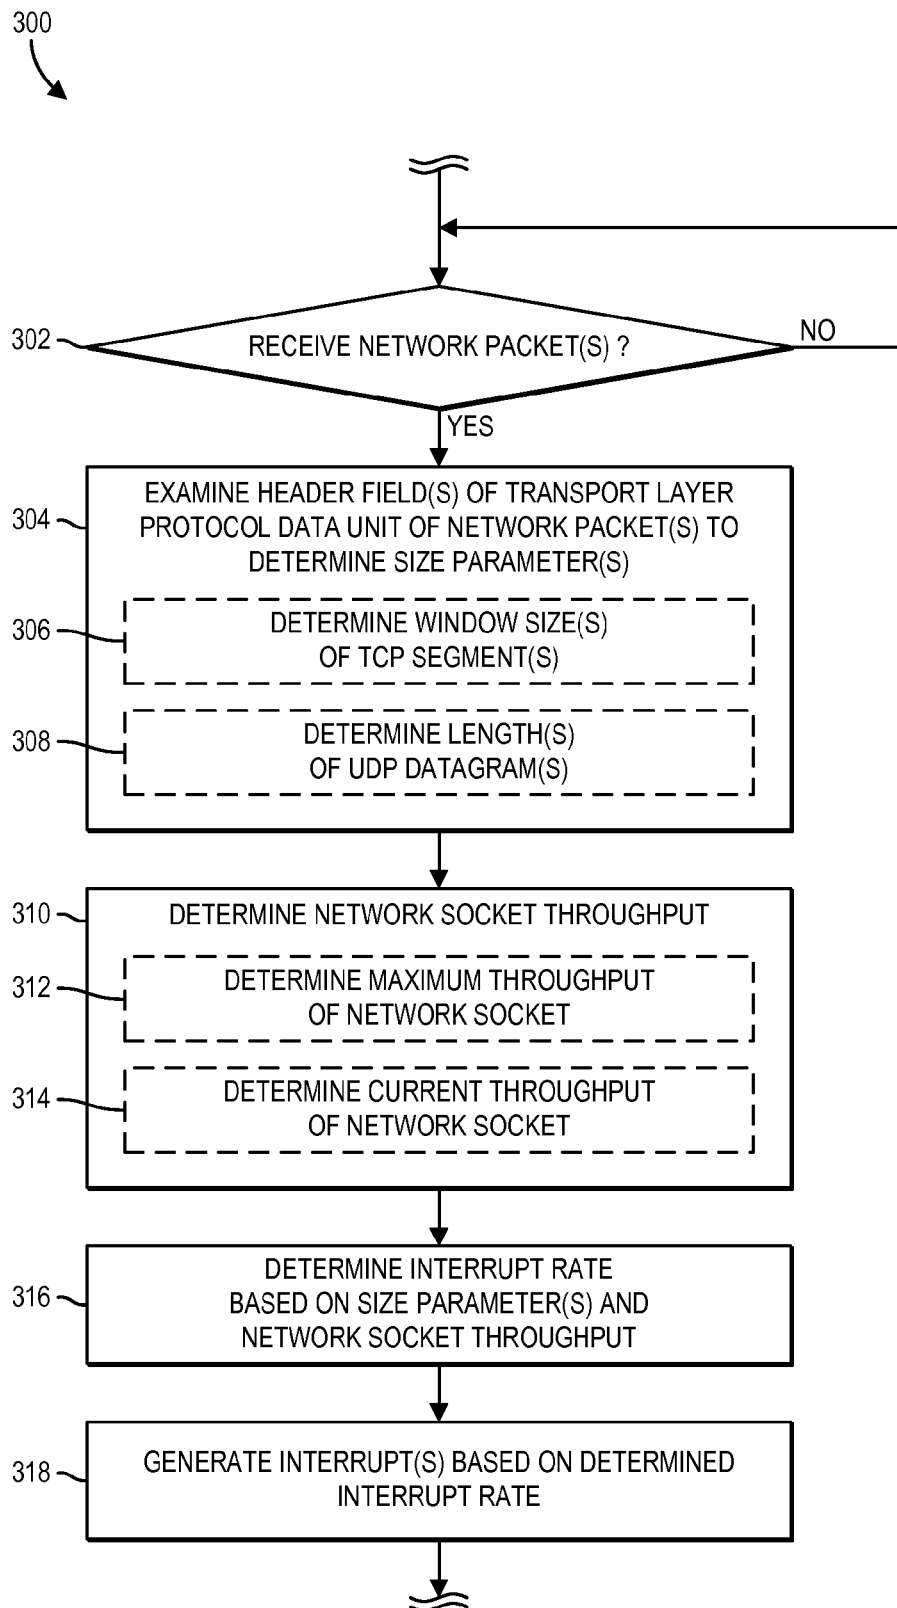 300
302
RECEIVE NETWORK PACKET(S) ?
NO
YES
304
EXAMINE HEADER FIELD(S) OF TRANSPORT LAYER
PROTOCOL DATA UNIT OF NETWORK PACKET(S) TO
DETERMINE SIZE PARAMETER(S)
306
DETERMINE WINDOW SIZE(S)
OF TCP SEGMENT(S)
308
DETERMINE LENGTH(S)
OF UDP DATAGRAM(S)
310
DETERMINE NETWORK SOCKET THROUGHPUT
312
DETERMINE MAXIMUM THROUGHPUT
OF NETWORK SOCKET
314
DETERMINE CURRENT THROUGHPUT
OF NETWORK SOCKET
316
DETERMINE INTERRUPT RATE
BASED ON SIZE PARAMETER(S) AND
NETWORK SOCKET THROUGHPUT
318
GENERATE INTERRUPT(S) BASED ON DETERMINED
INTERRUPT RATE